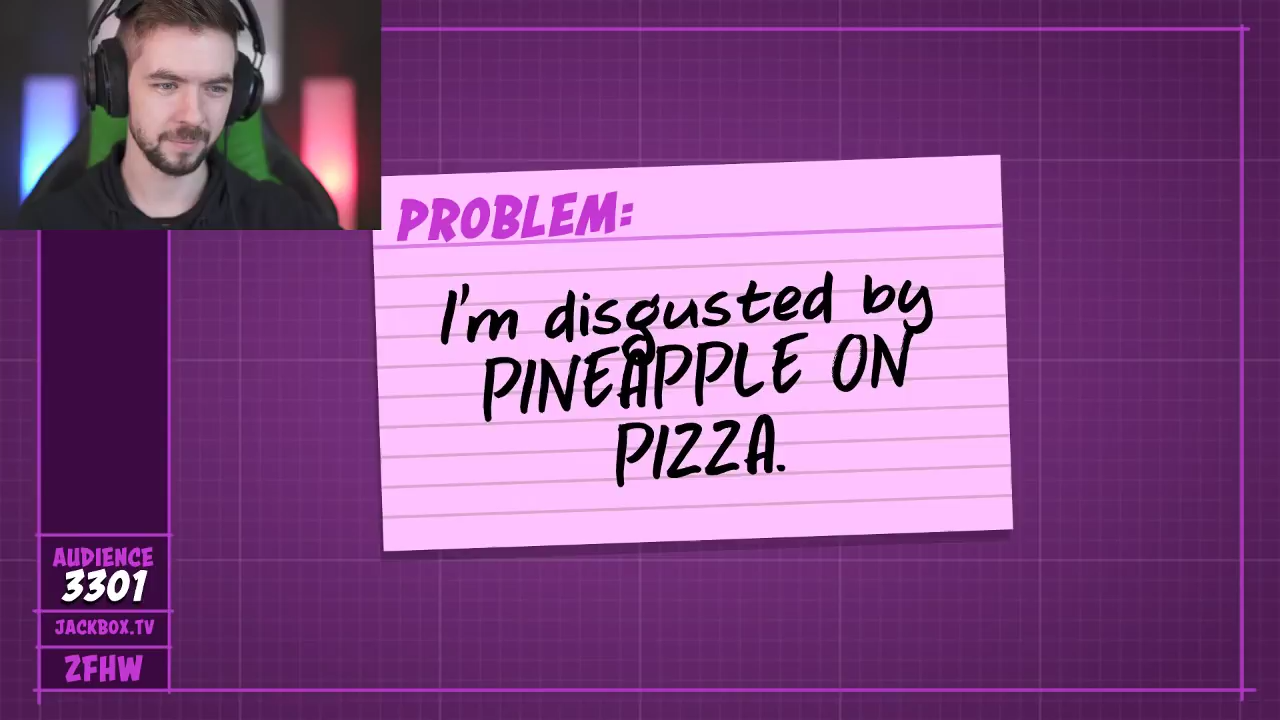 PROBLEM:
I'm disgusted by
PINEAPPLE ON
PIZZA.
AUDIENCE
3301
JACKBOX.TV
ZFHW